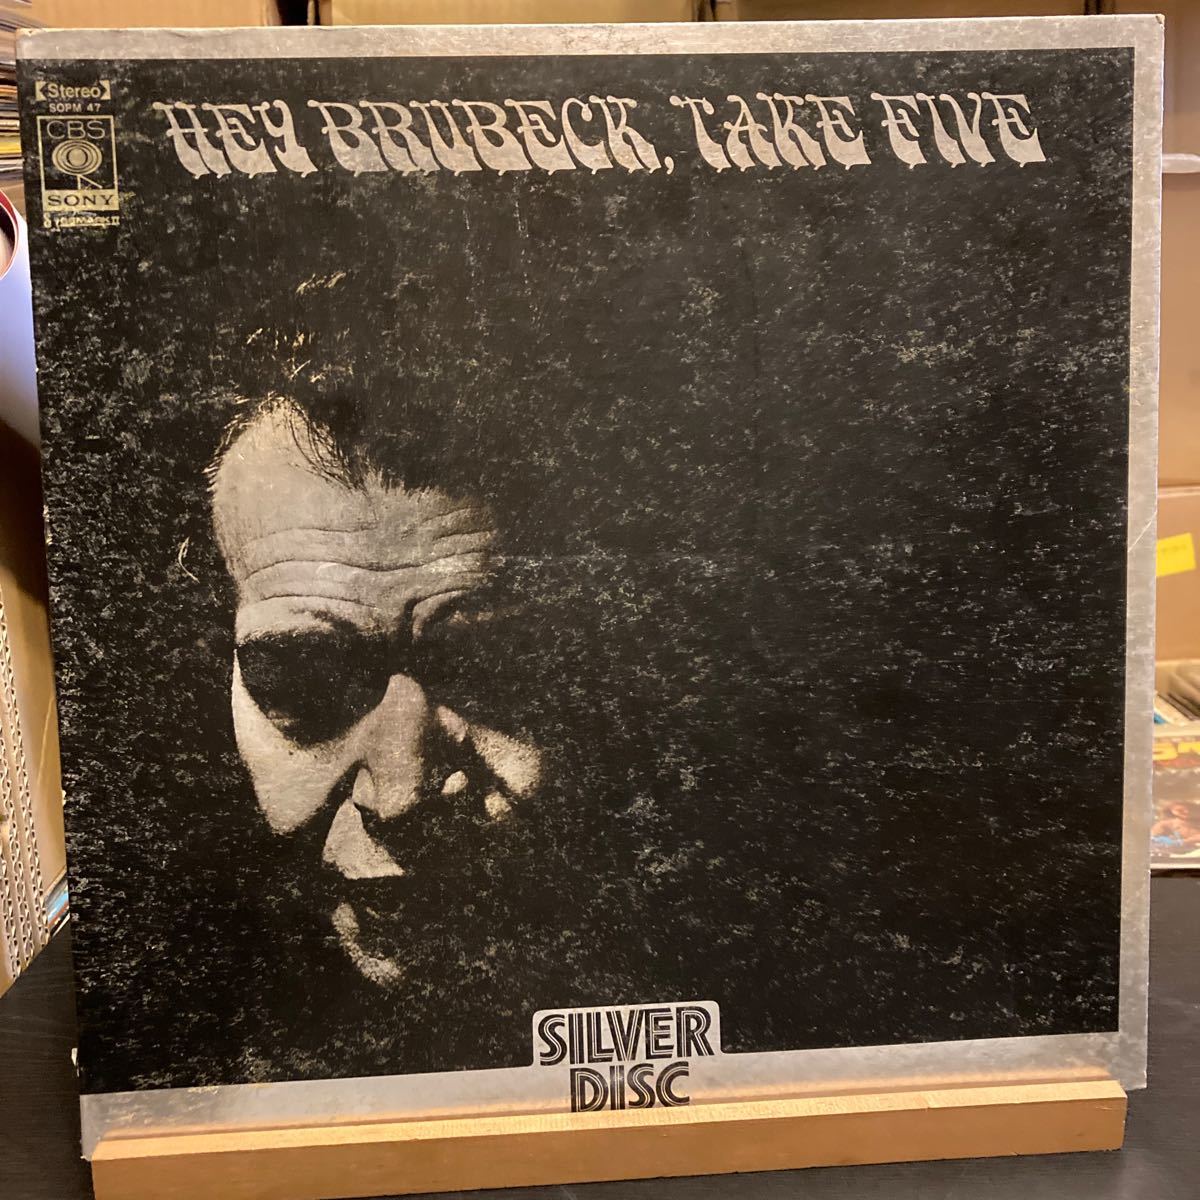 Stereo
SOPM 47
CBS
SONY
HEY BRUBECK, TAKE FIVE
SILVER
DISC